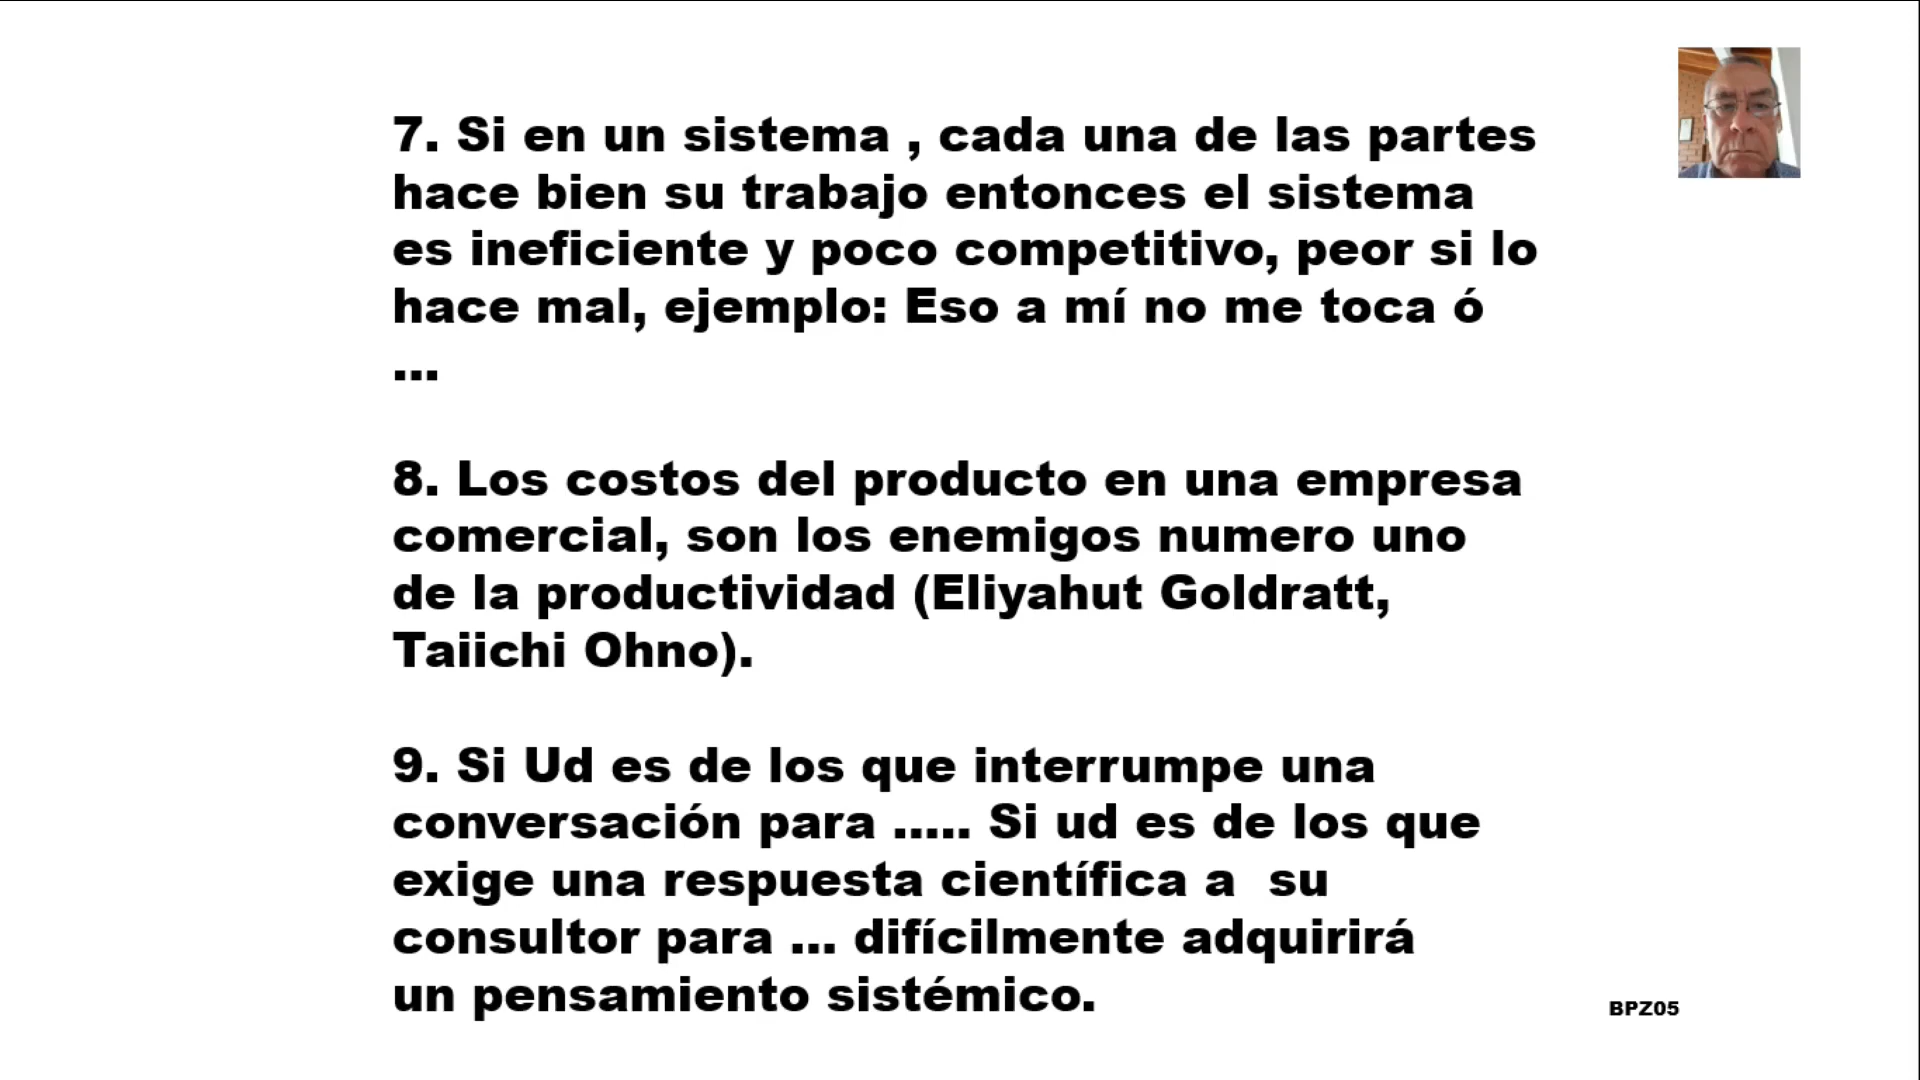 7. Si en un sistema , cada una de las partes
hace bien su trabajo entonces el sistema
es ineficiente y poco competitivo, peor si lo
hace mal, ejemplo: Eso a mí no me toca ó
...
8. Los costos del producto en una empresa
comercial, son los enemigos numero uno
de la productividad (Eliyahut Goldratt,
Taiichi Ohno).
9. Si Ud es de los que interrumpe una
conversación para ..... Si ud es de los que
exige una respuesta científica a  su
consultor para ... difícilmente adquirirá
un pensamiento sistémico.
BPZ05